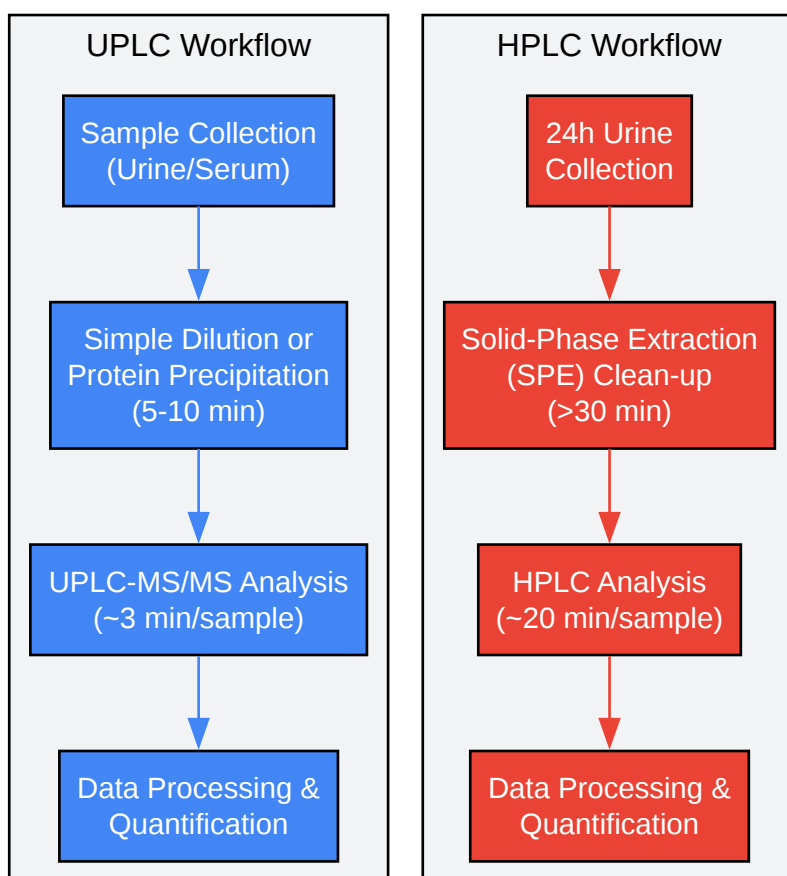 UPLC Workflow
Sample Collection
(Urine/Serum)
Simple Dilution or
Protein Precipitation
(5-10 min)
UPLC-MS/MS Analysis
(~3 min/sample)
Data Processing &
Quantification
HPLC Workflow
24h Urine
Collection
Solid-Phase Extraction
(SPE) Clean-up
(>30 min)
HPLC Analysis
(~20 min/sample)
Data Processing &
Quantification